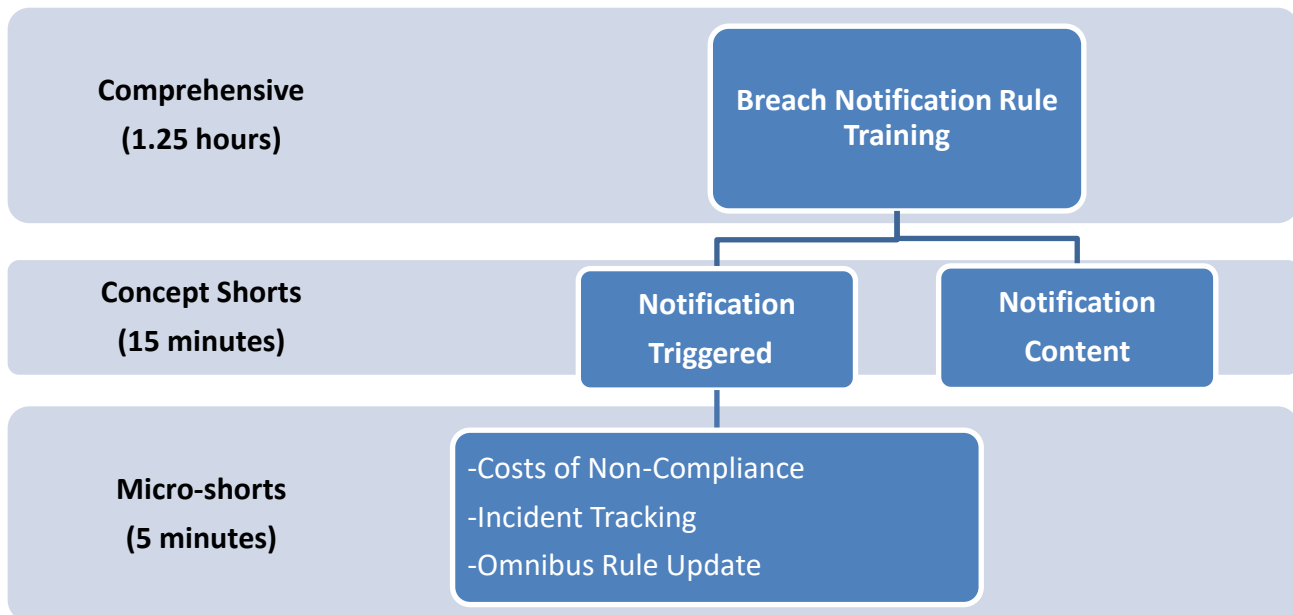 Comprehensive
(1.25 hours)
Breach Notification Rule
Training
Concept Shorts
(15 minutes)
Notification
Triggered
Notification
Content
Micro-shorts
(5 minutes)
-Costs of Non-Compliance
-Incident Tracking
-Omnibus Rule Update